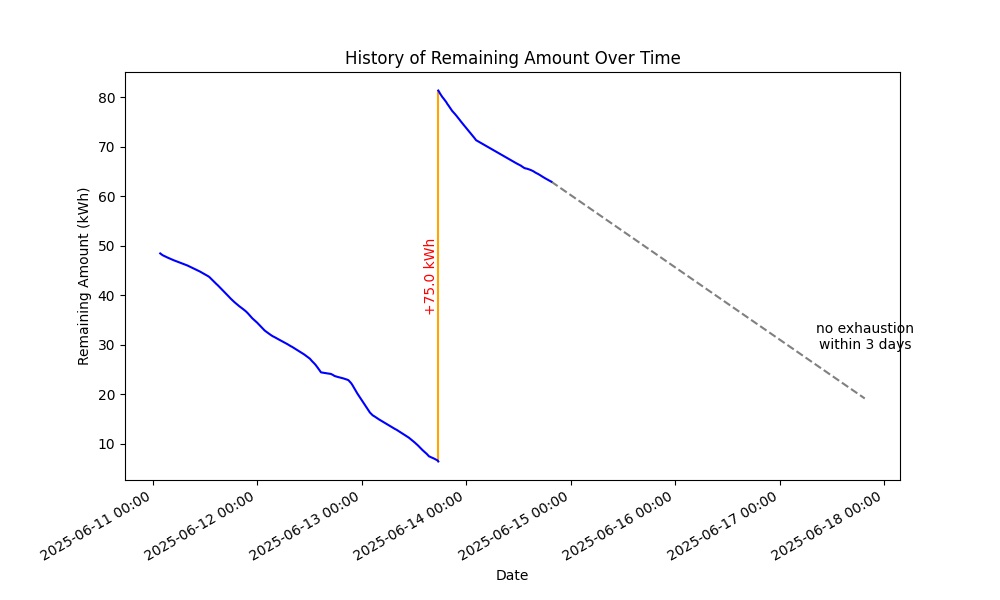 History of Remaining Amount Over Time
Remaining Amount (kWh)
80
70
60
50
40
30
20
10
+75.0 kWh
no exhaustion
within 3 days
2025-06-11 00:00
2025-06-12 00:00
2025-06-13 00:00
2025-06-14 00:00
2025-06-15 00:00
2025-06-16 00:00
2025-06-17 00:00
2025-06-18 00:00
Date